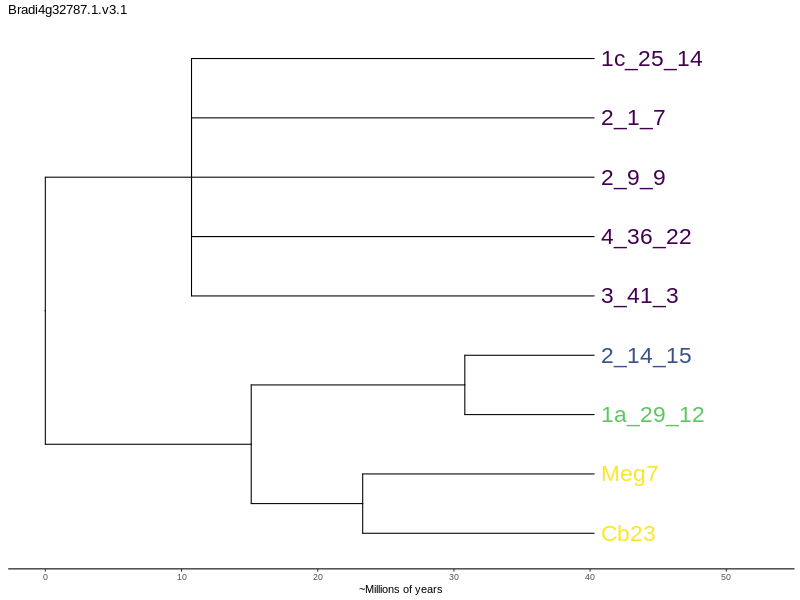 Bradi4g32787.1.v3.1
1c_25_14
2_1_7
2_9_9
4_36_22
3_41_3
2_14_15
1a_29_12
Meg7
Cb23
0 10 20 30 40 50
~Millions of years